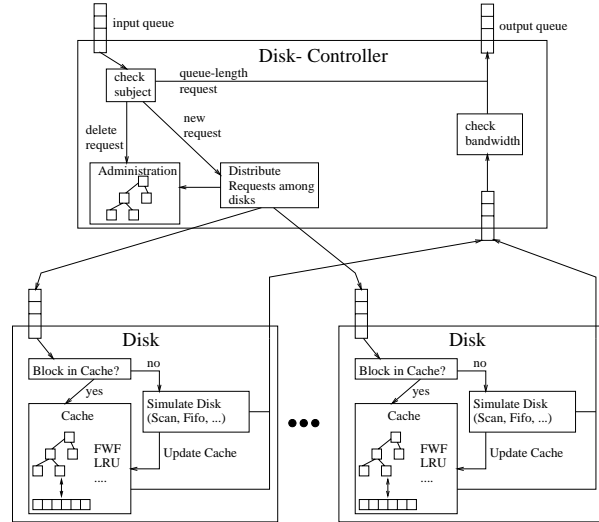 input queue
output queue
Disk- Controller
check
subject
queue-length
request
delete
request
new
request
check
bandwidth
Administration
Distribute
Requests among
disks
Disk
Block in Cache?
no
yes
Cache
FWF
LRU
....
Simulate Disk
(Scan, Fifo, ...)
Update Cache
Disk
Block in Cache?
no
yes
Cache
FWF
LRU
....
Simulate Disk
(Scan, Fifo, ...)
Update Cache